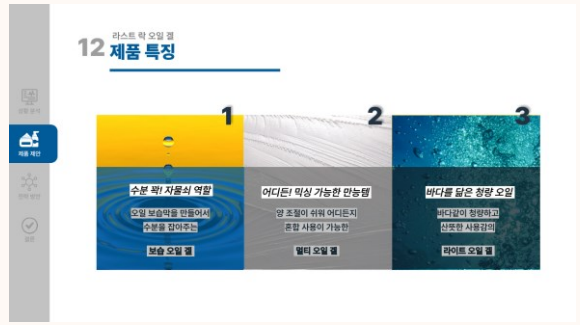 12
라스트 락 오일 겔
제품 특징
제품 제안
결론
1
수분 꽉! 자물쇠 역할
오일 보습막을 만들어서
수분을 잡아주는
보습 오일 겔
2
어디든! 믹싱 가능한 만능템
양 조절이 쉬워 어디든지
혼합 사용이 가능한
멀티 오일 겔
3
바다를 닮은 청량 오일
바다같이 청량하고
산뜻한 사용감의
라이트 오일 겔